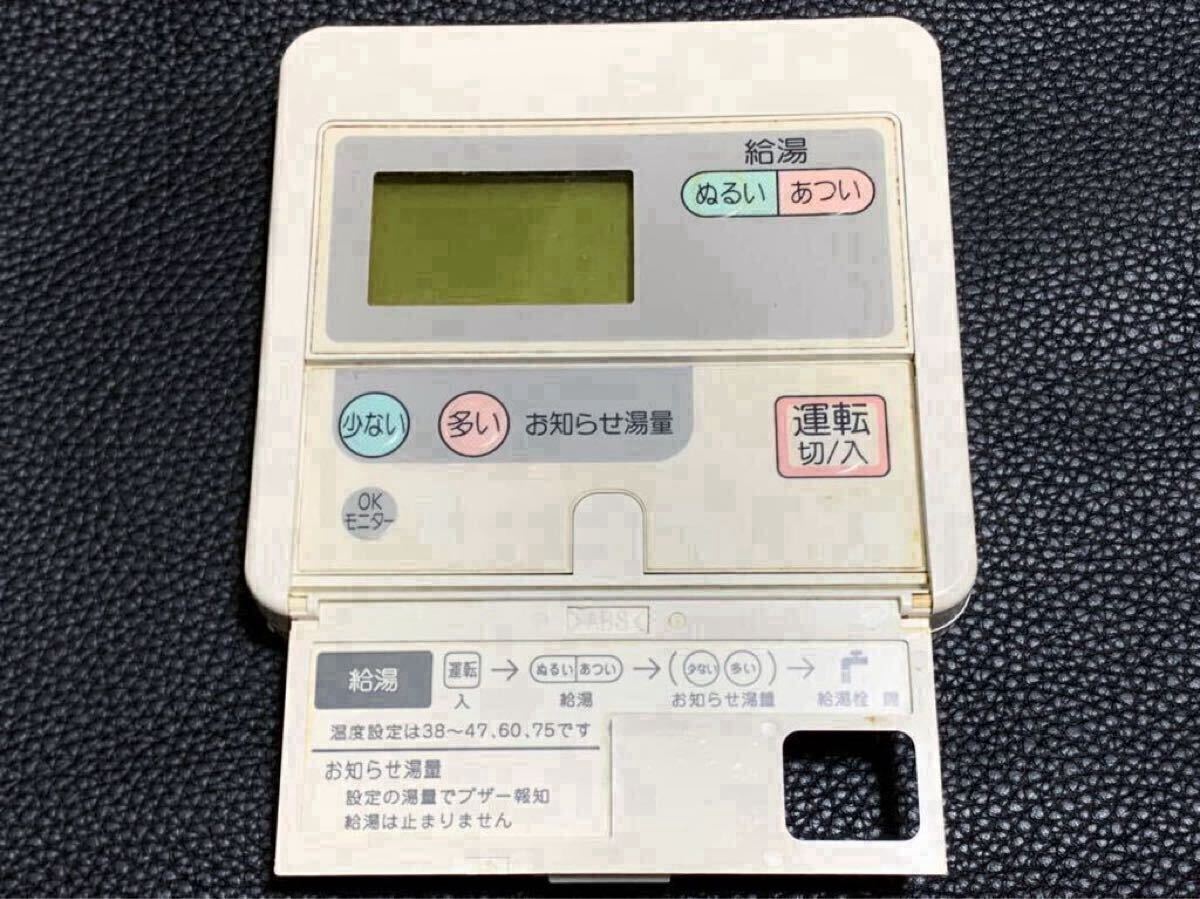 給湯
ぬるい あつい
少ない 多い お知らせ湯量
運転
切/入
OK
モニター
>ABS<
給湯 運転 → ぬるい あつい → (少ない 多い) →
入 給湯 お知らせ湯量 給湯栓 開
温度設定は38～47、60、75です
お知らせ湯量
設定の湯量でブザー報知
給湯は止まりません